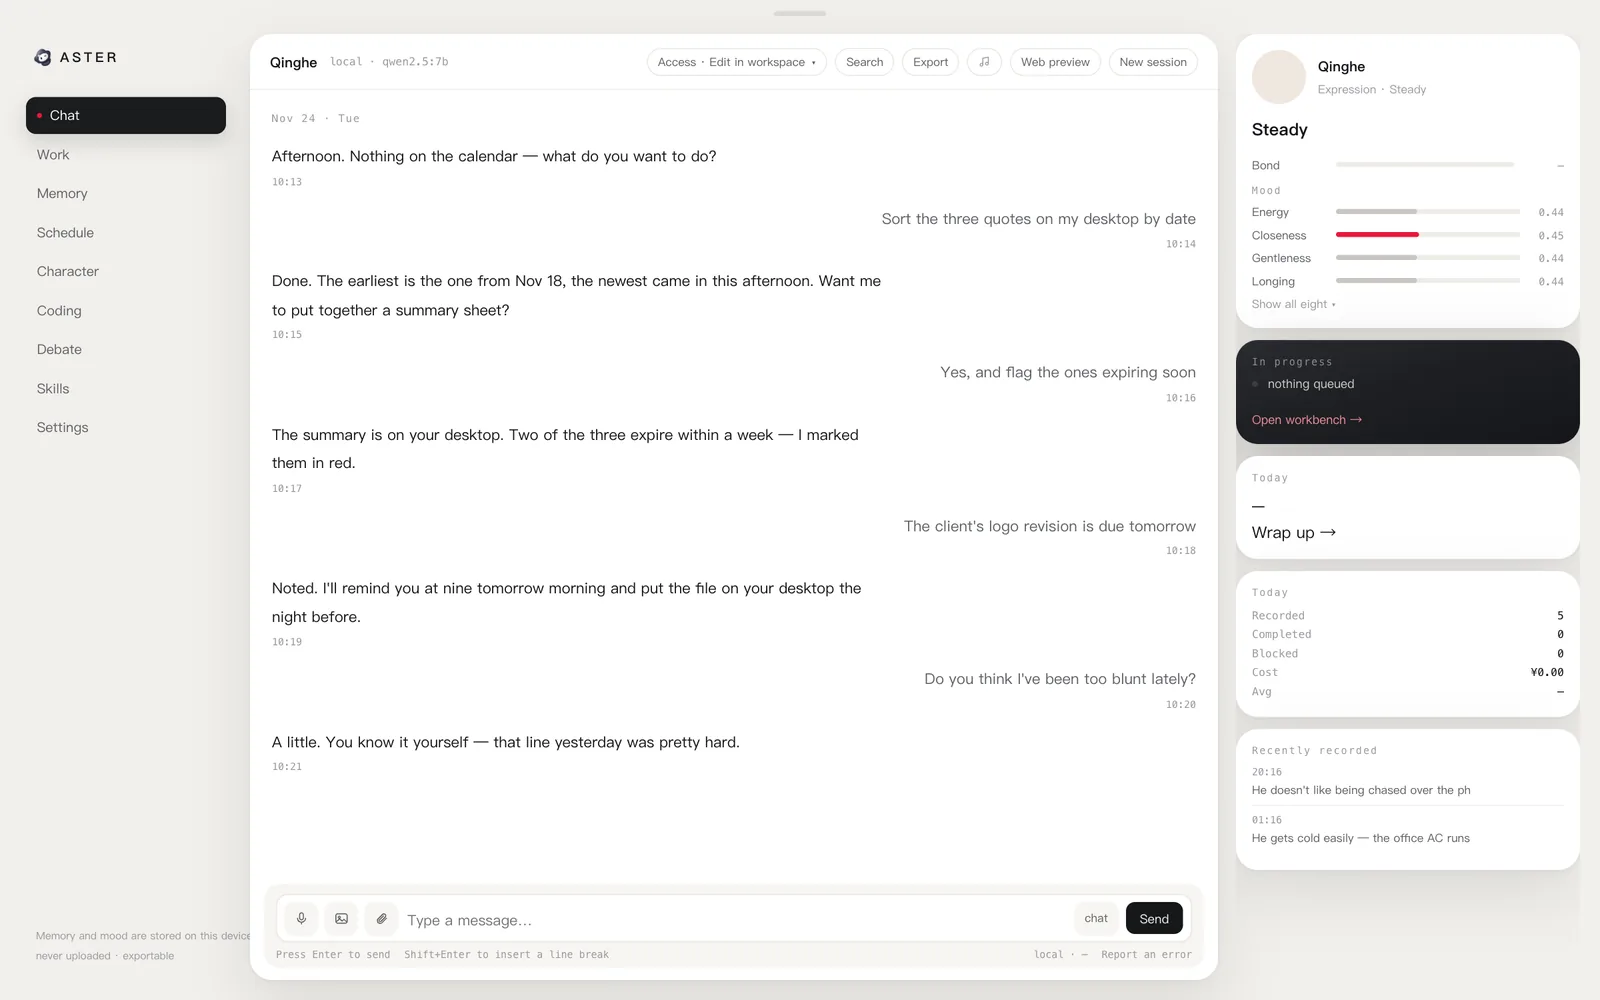 ASTER
Chat
Work
Memory
Schedule
Character
Coding
Debate
Skills
Settings
Memory and mood are stored on this device
never uploaded · exportable
Qinghe local · qwen2.5:7b
Access · Edit in workspace
Search
Export
Web preview
New session
Nov 24 · Tue
Afternoon. Nothing on the calendar — what do you want to do?
10:13
Sort the three quotes on my desktop by date
10:14
Done. The earliest is the one from Nov 18, the newest came in this afternoon. Want me
to put together a summary sheet?
10:15
Yes, and flag the ones expiring soon
10:16
The summary is on your desktop. Two of the three expire within a week — I marked
them in red.
10:17
The client's logo revision is due tomorrow
10:18
Noted. I'll remind you at nine tomorrow morning and put the file on your desktop the
night before.
10:19
Do you think I've been too blunt lately?
10:20
A little. You know it yourself — that line yesterday was pretty hard.
10:21
Type a message...
chat
Send
Press Enter to send Shift+Enter to insert a line break
local · — Report an error
Qinghe
Expression · Steady
Steady
Bond —
Mood
Energy 0.44
Closeness 0.45
Gentleness 0.44
Longing 0.44
Show all eight
In progress
nothing queued
Open workbench →
Today
—
Wrap up →
Today
Recorded 5
Completed 0
Blocked 0
Cost ¥0.00
Avg —
Recently recorded
20:16
He doesn't like being chased over the ph
01:16
He gets cold easily — the office AC runs